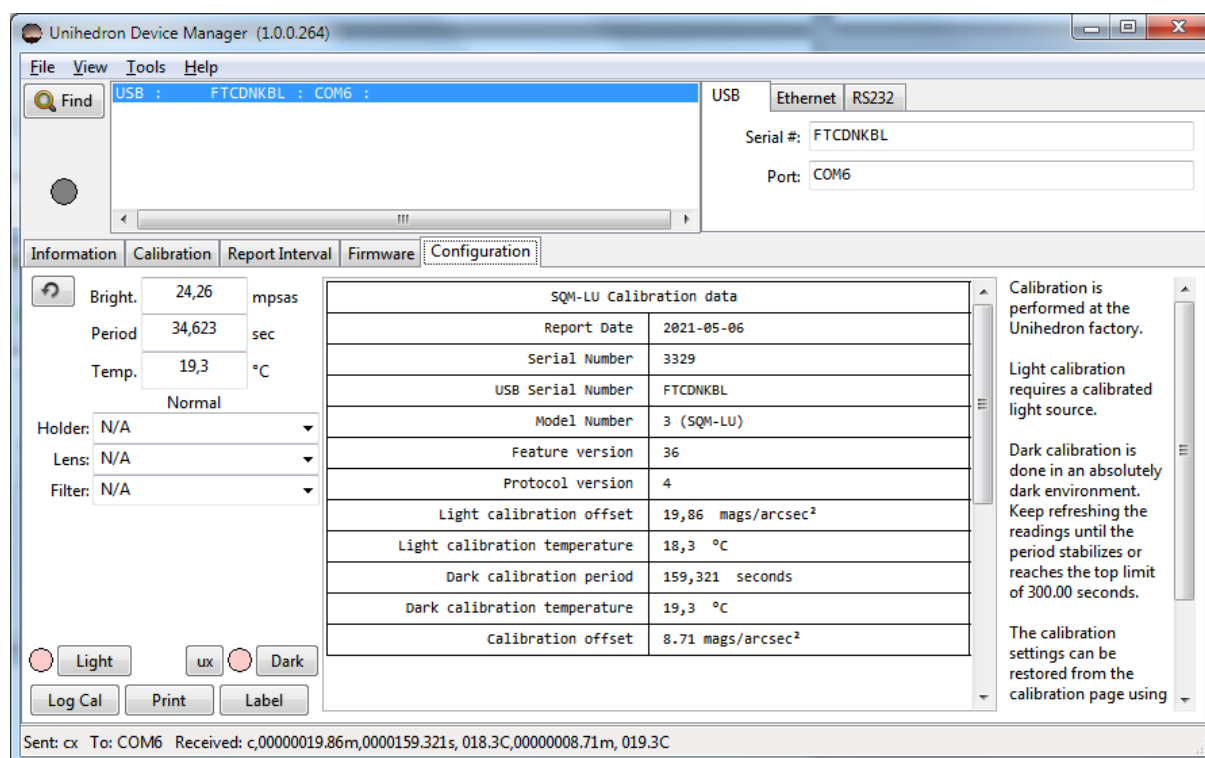 Unihedron Device Manager (1.0.0.264)
File View Tools Help
Find
USB : FTCDNKBL : COM6 :
USB Ethernet RS232
Serial #: FTCDNKBL
Port: COM6
Information Calibration Report Interval Firmware Configuration
Bright. 24,26 mpsas
Period 34,623 sec
Temp. 19,3 °C
Normal
Holder: N/A
Lens: N/A
Filter: N/A
Light ux Dark
Log Cal Print Label
SQM-LU Calibration data
Report Date 2021-05-06
Serial Number 3329
USB Serial Number FTCDNKBL
Model Number 3 (SQM-LU)
Feature version 36
Protocol version 4
Light calibration offset 19,86 mags/arcsec²
Light calibration temperature 18,3 °C
Dark calibration period 159,321 seconds
Dark calibration temperature 19,3 °C
Calibration offset 8.71 mags/arcsec²
Calibration is
performed at the
Unihedron factory.
Light calibration
requires a calibrated
light source.
Dark calibration is
done in an absolutely
dark environment.
Keep refreshing the
readings until the
period stabilizes or
reaches the top limit
of 300.00 seconds.
The calibration
settings can be
restored from the
calibration page using
Sent: cx To: COM6 Received: c,00000019.86m,0000159.321s, 018.3C,00000008.71m, 019.3C